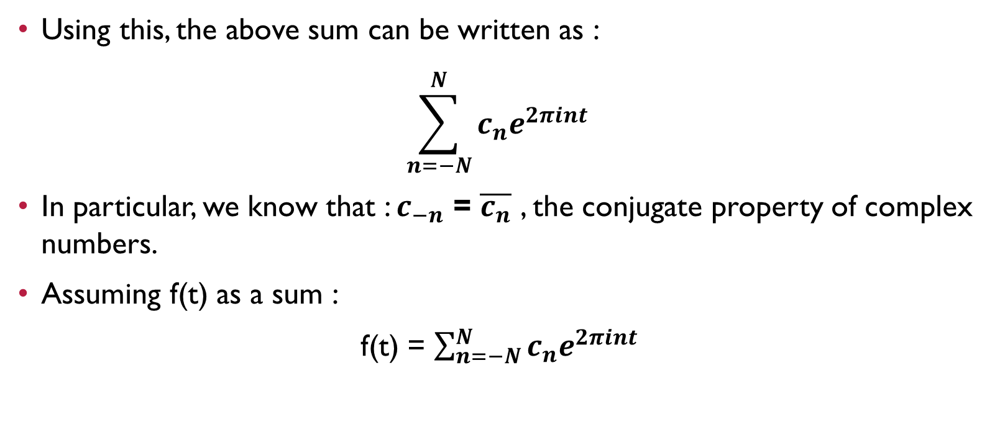 • Using this, the above sum can be written as :
$$\sum_{n=-N}^{N} c_n e^{2\pi i n t}$$
• In particular, we know that : $c_{-n} = \overline{c_n}$ , the conjugate property of complex
numbers.
• Assuming f(t) as a sum :
f(t) = $\sum_{n=-N}^{N} c_n e^{2\pi i n t}$